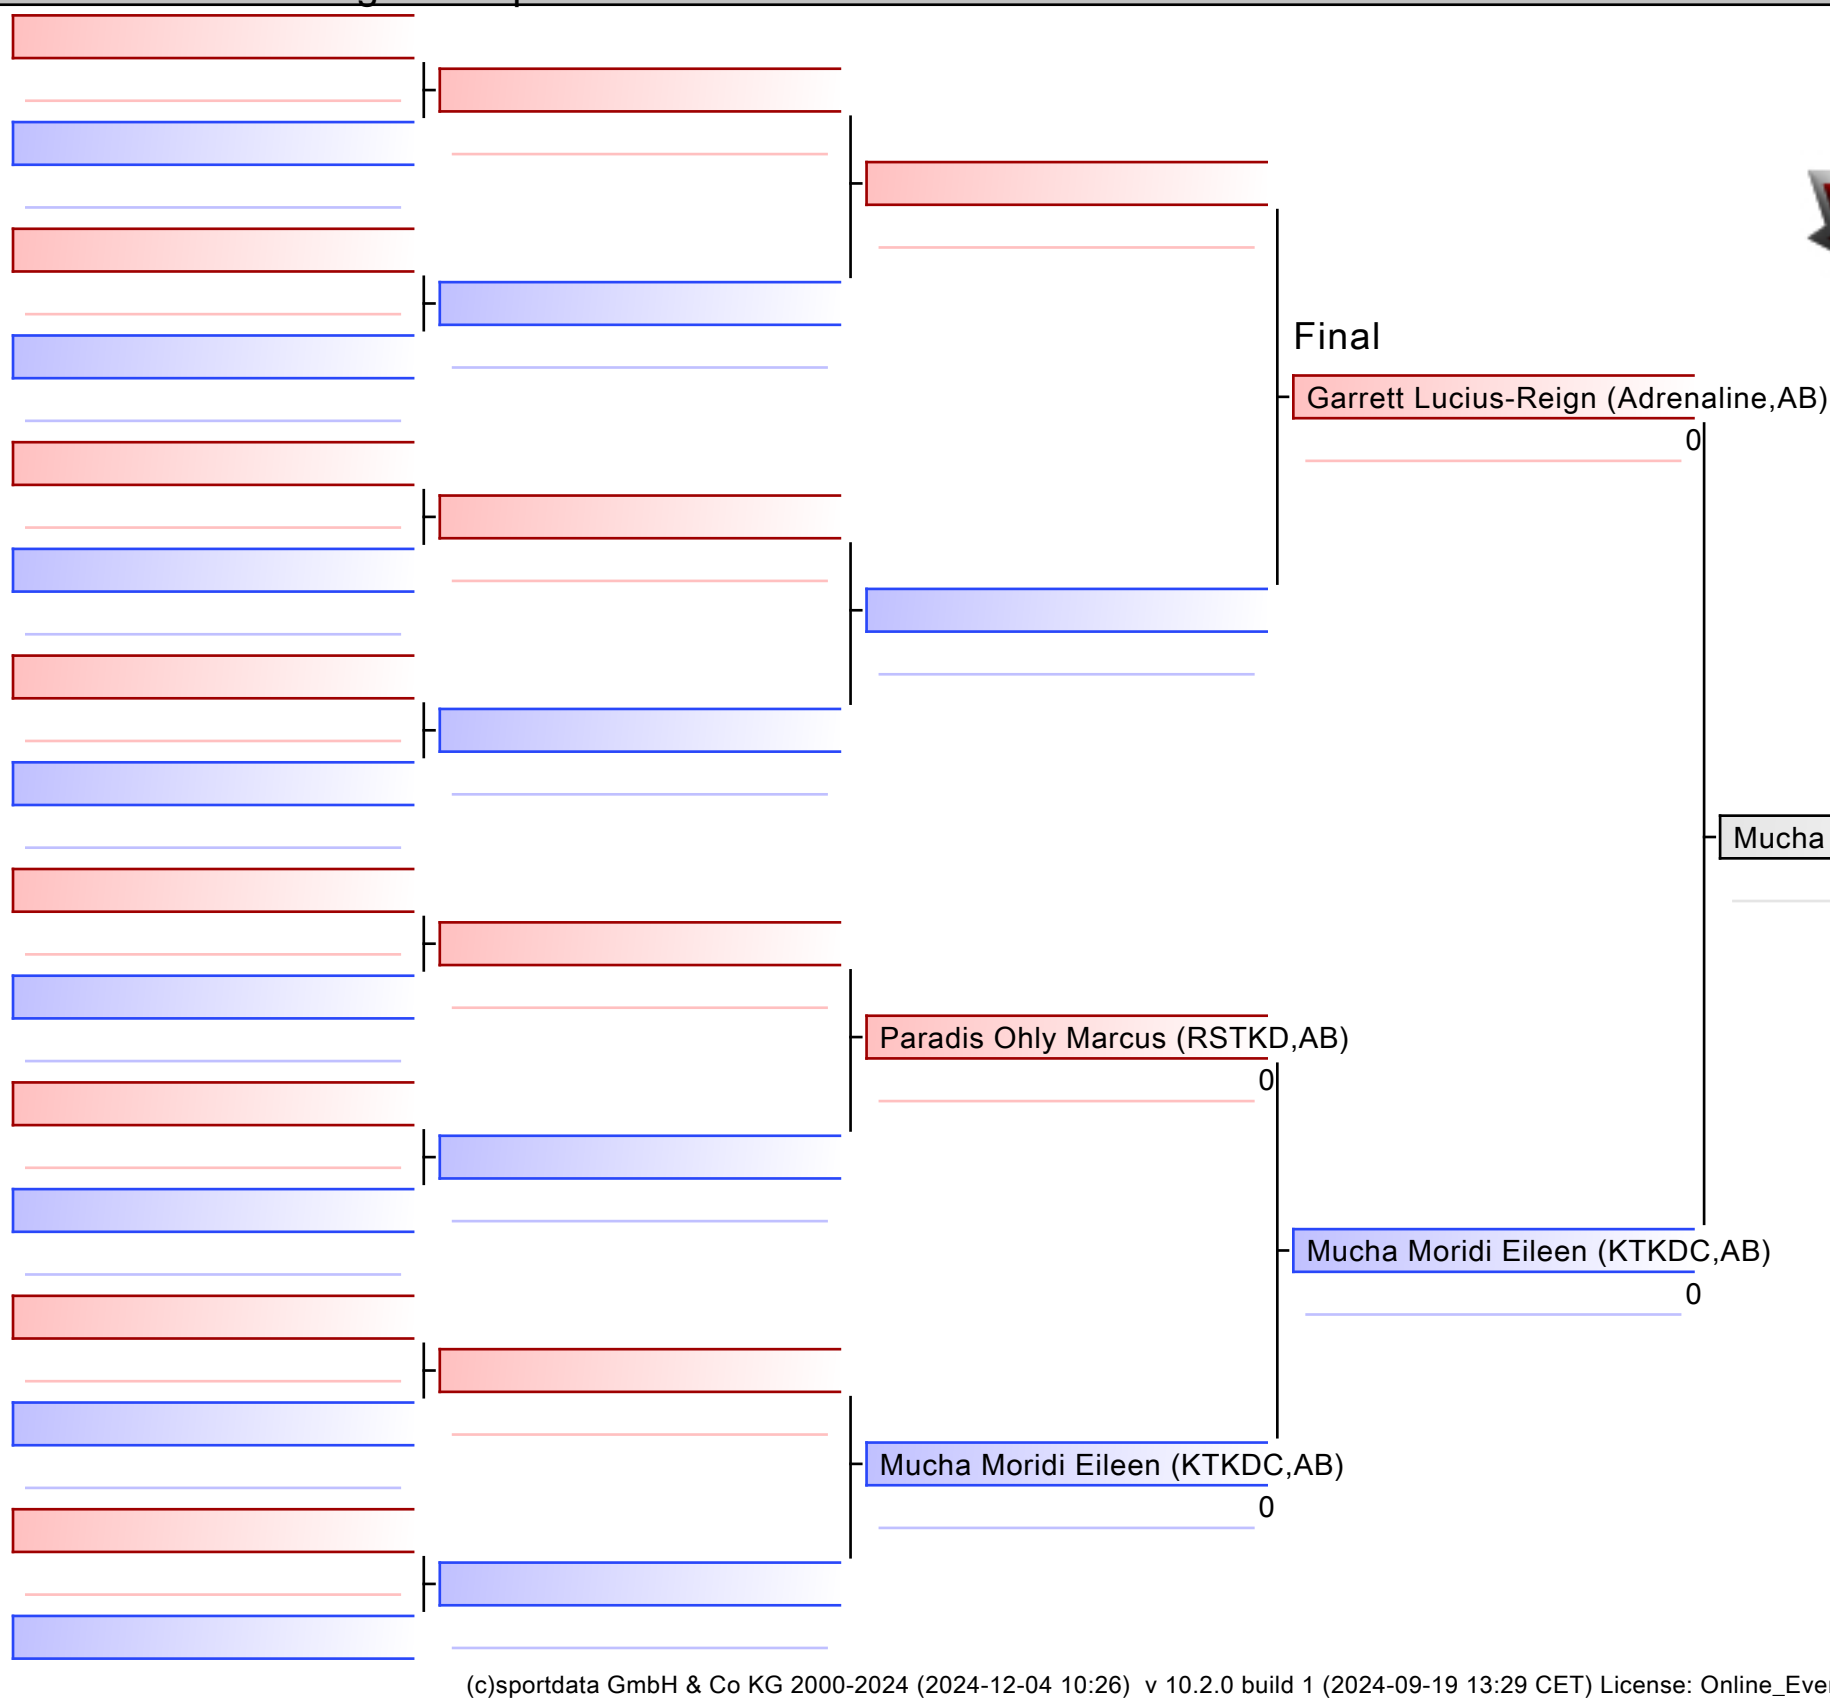 Final
Garrett Lucius-Reign (Adrenaline,AB)
0
Mucha
Paradis Ohly Marcus (RSTKD,AB)
0
Mucha Moridi Eileen (KTKDC,AB)
0
Mucha Moridi Eileen (KTKDC,AB)
0
(c)sportdata GmbH & Co KG 2000-2024 (2024-12-04 10:26) v 10.2.0 build 1 (2024-09-19 13:29 CET) License: